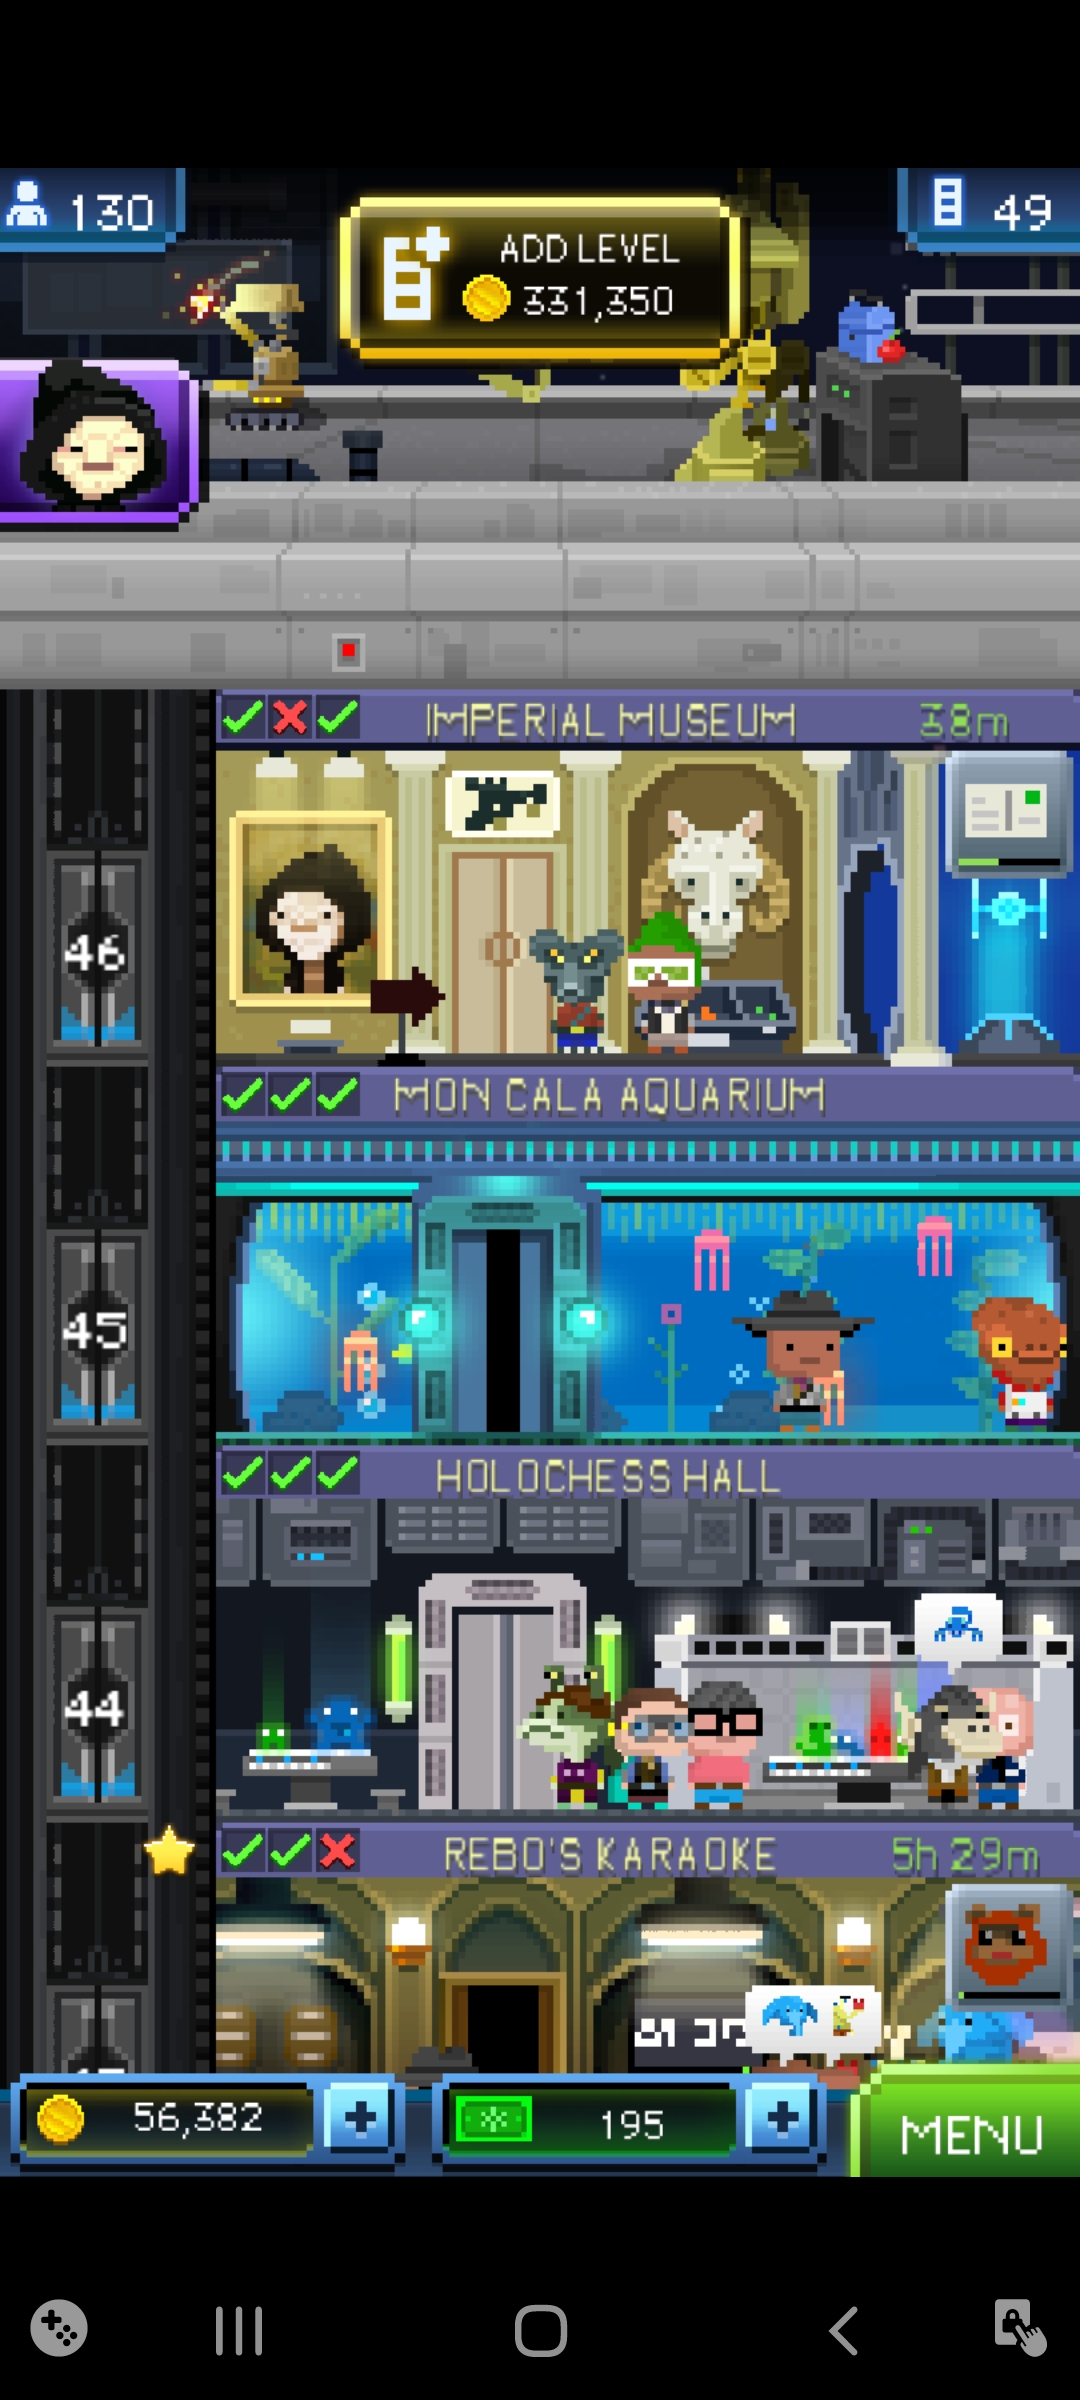 130
ADD LEVEL
331,350
49
IMPERIAL MUSEUM 38m
46
MON CALA AQUARIUM
45
HOLOCHESS HALL
44
REBO'S KARAOKE 5h 29m
56,382
195
MENU